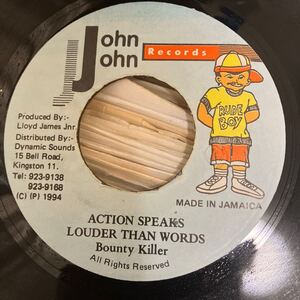 John
John
Records
Produced By:-
Lloyd James Jnr.
Distributed By:-
Dynamic Sounds
15 Bell Road,
Kingston 11.
Tel: 923-9138
923-9168
(C) (P) 1994
RUDE
BOY
MADE IN JAMAICA
ACTION SPEAKS
LOUDER THAN WORDS
Bounty Killer
All Rights Reserved